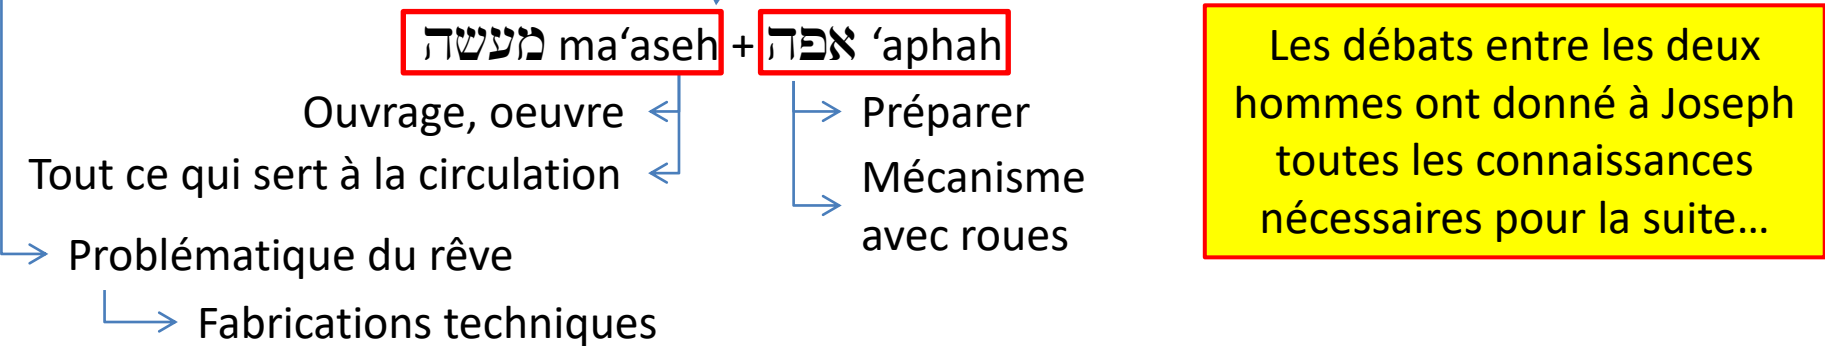 מעשה ma‘aseh + אפה ‘aphah
Ouvrage, oeuvre
Tout ce qui sert à la circulation
Préparer
Mécanisme
avec roues
Problématique du rêve
Fabrications techniques
Les débats entre les deux
hommes ont donné à Joseph
toutes les connaissances
nécessaires pour la suite…